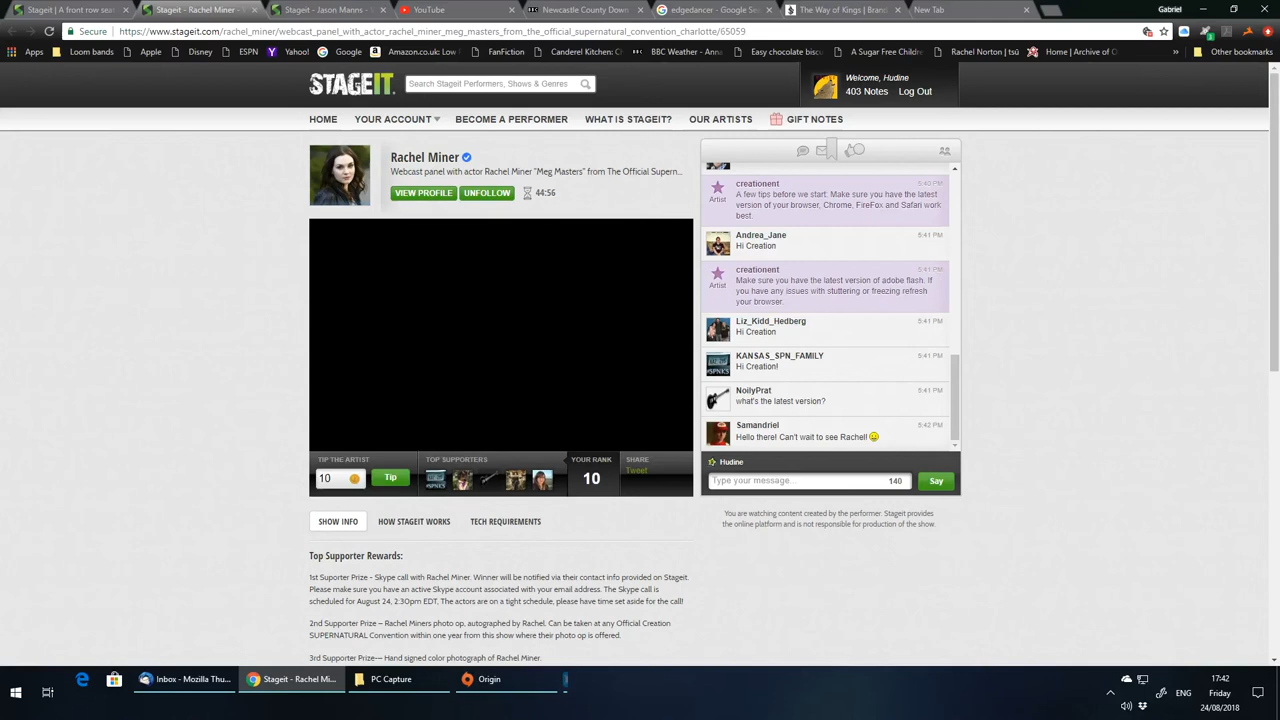 Stageit | A front row sea
Stageit - Rachel Miner -
Stageit - Jason Manns -
YouTube
BBC
Newcastle County Down
edgedancer - Google Sea
The Way of Kings | Brand
New Tab
Gabriel
Secure
https://www.stageit.com/rachel_miner/webcast_panel_with_actor_rachel_miner_meg_masters_from_the_official_supernatural_convention_charlotte/65059
Apps
Loom bands
Apple
Disney
ESPN
Yahoo!
Google
Amazon.co.uk Low
FanFiction
Canderel Kitchen: C
BBC Weather - Anna
Easy chocolate biscu
A Sugar Free Childre
Rachel Norton | tsū
Home | Archive of O
Other bookmarks
STAGEIT.
Search Stageit Performers, Shows & Genres
Welcome, Hudine
403 Notes
Log Out
HOME
YOUR ACCOUNT
BECOME A PERFORMER
WHAT IS STAGEIT?
OUR ARTISTS
GIFT NOTES
Rachel Miner
Webcast panel with actor Rachel Miner "Meg Masters" from The Official Supern...
VIEW PROFILE
UNFOLLOW
44:56
TIP THE ARTIST
10
Tip
TOP SUPPORTERS
YOUR RANK
10
SHARE
Tweet
creationent 5:40 PM
Artist
A few tips before we start: Make sure you have the latest
version of your browser, Chrome, FireFox and Safari work
best.
Andrea_Jane 5:41 PM
Hi Creation
creationent 5:41 PM
Artist
Make sure you have the latest version of adobe flash. If
you have any issues with stuttering or freezing refresh
your browser.
Liz_Kidd_Hedberg 5:41 PM
Hi Creation
KANSAS_SPN_FAMILY 5:41 PM
Hi Creation!
#SPNKS
NoilyPrat 5:41 PM
what's the latest version?
Samandriel 5:42 PM
Hello there! Can't wait to see Rachel!
Hudine
Type your message...
140
Say
You are watching content created by the performer. Stageit provides
the online platform and is not responsible for production of the show.
SHOW INFO
HOW STAGEIT WORKS
TECH REQUIREMENTS
Top Supporter Rewards:
1st Suporter Prize - Skype call with Rachel Miner. Winner will be notified via their contact info provided on Stageit.
Please make sure you have an active Skype account associated with your email address. The Skype call is
scheduled for August 24, 2:30pm EDT, The actors are on a tight schedule, please have time set aside for the call!
2nd Supporter Prize – Rachel Miners photo op, autographed by Rachel. Can be taken at any Official Creation
SUPERNATURAL Convention within one year from this show where their photo op is offered.
3rd Supporter Prize-– Hand signed color photograph of Rachel Miner.
Inbox - Mozilla Thu...
Stageit - Rachel Mi...
PC Capture
Origin
ENG
17:42
Friday
24/08/2018